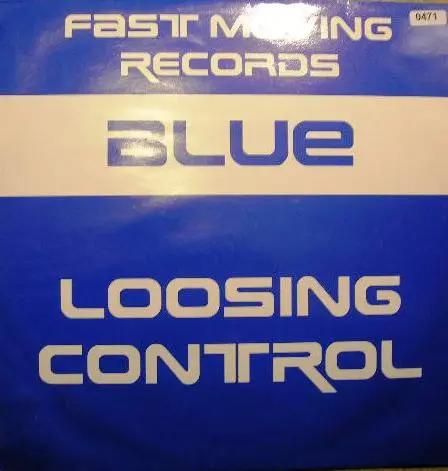 FAST MOVING
RECORDS
0471
BLUE
LOOSING
CONTROL